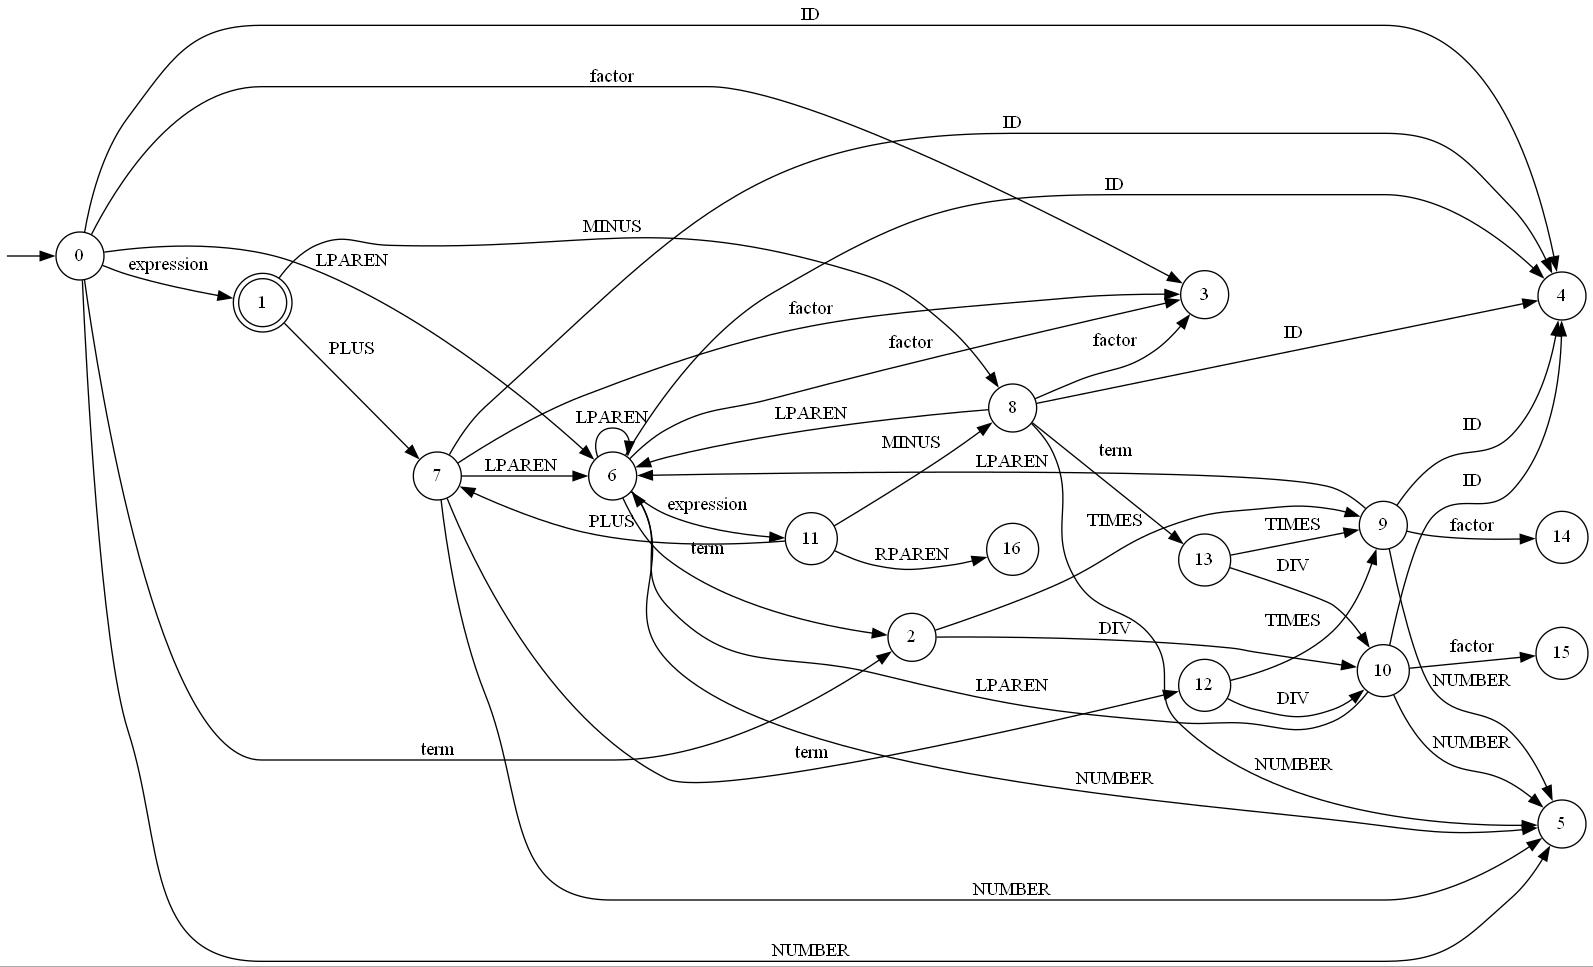 ID
factor
ID
ID
MINUS
0
LPAREN
expression
1
3
4
factor
ID
PLUS
factor
factor
8
LPAREN
LPAREN
MINUS
ID
term
LPAREN
LPAREN
7
6
ID
expression
PLUS
TIMES
TIMES
9
factor
11
term
RPAREN
16
13
DIV
14
2
DIV
TIMES
factor
15
LPAREN
12
DIV
10
NUMBER
term
term
NUMBER
NUMBER
NUMBER
5
NUMBER
NUMBER